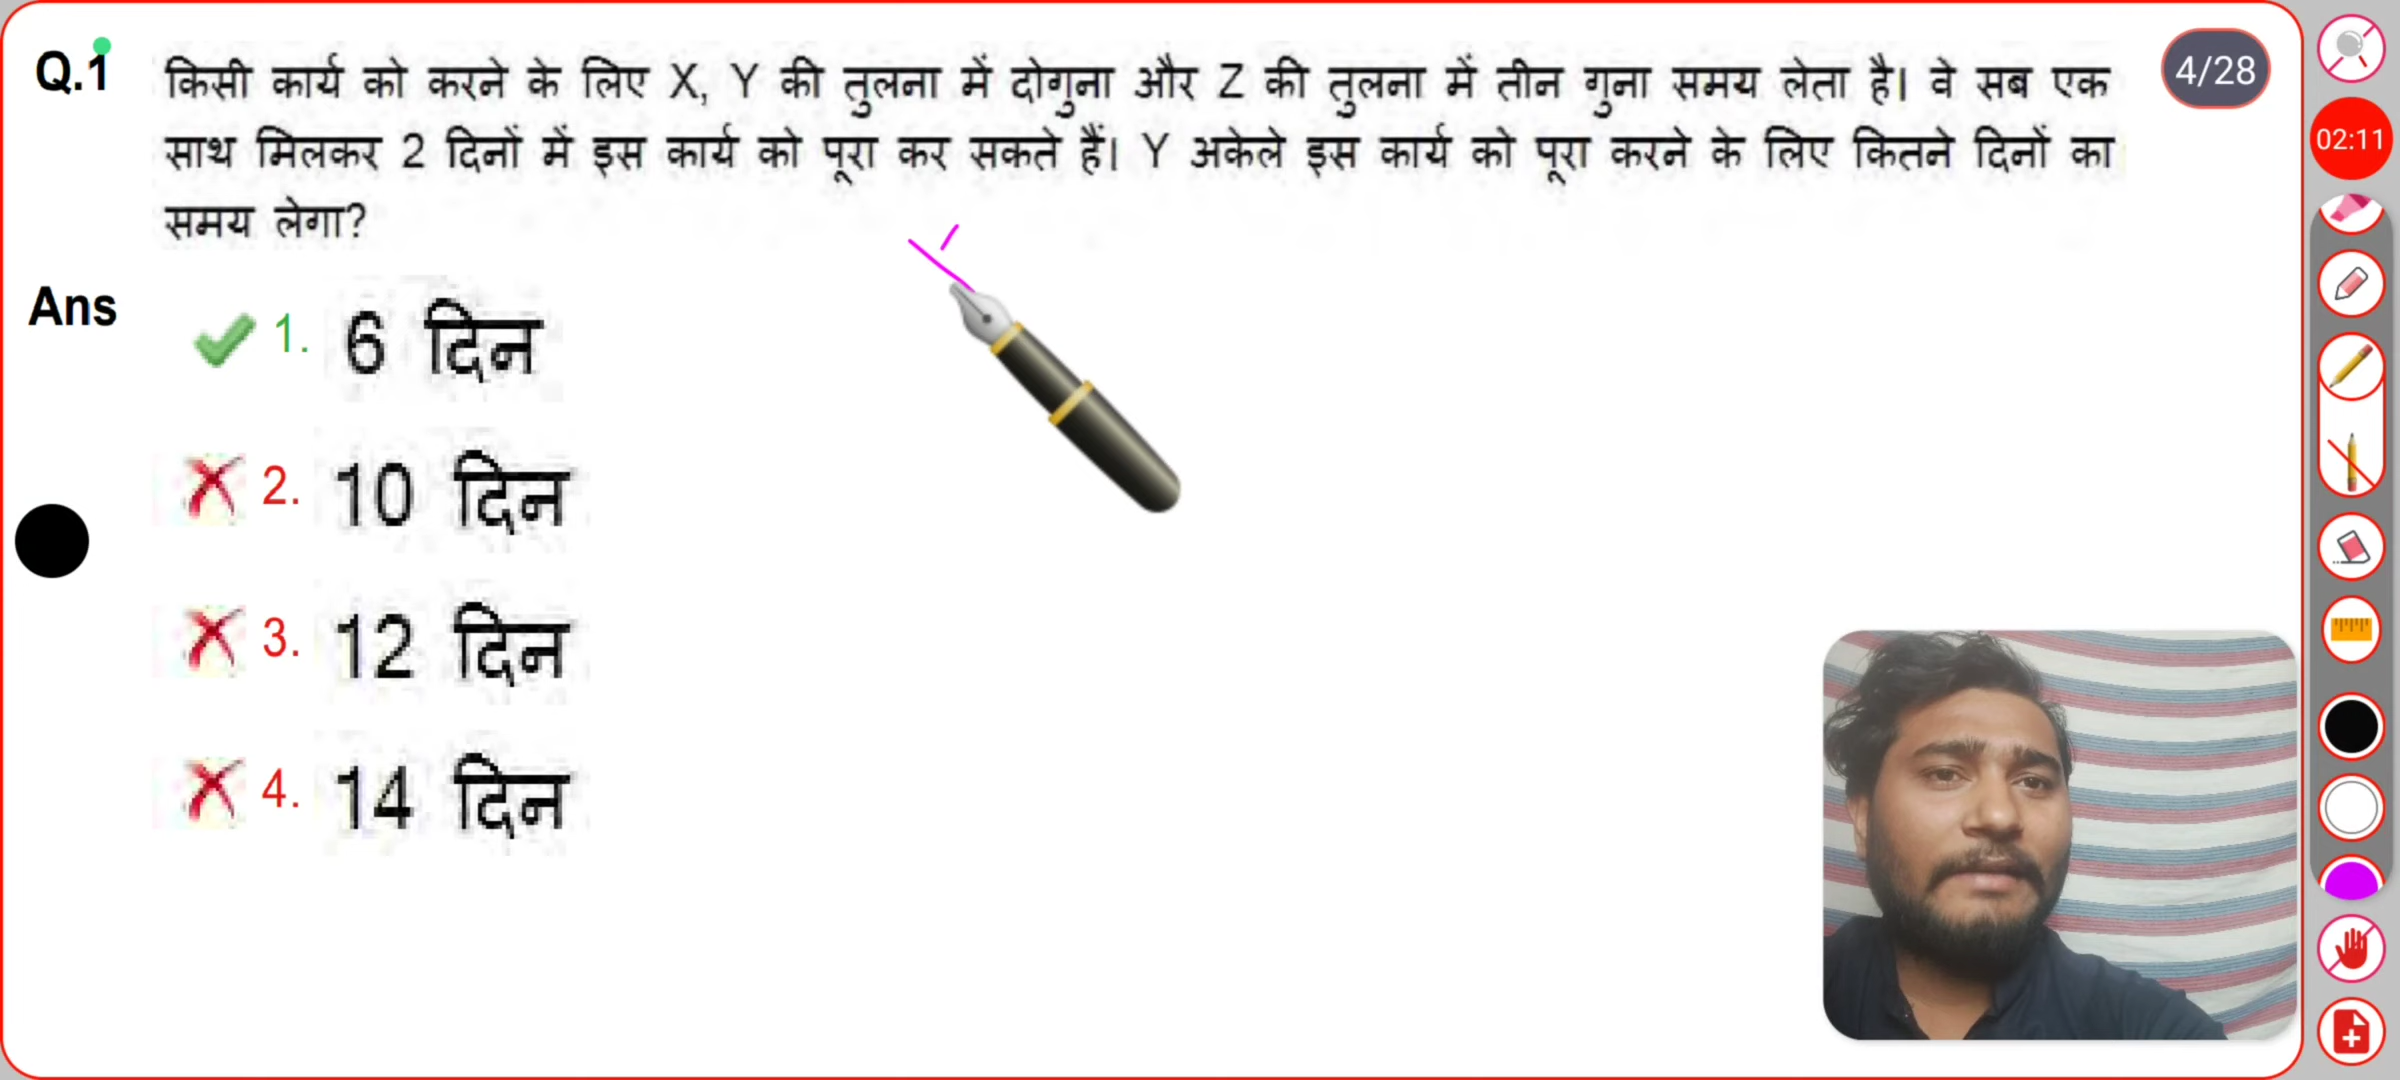 Q.1 किसी कार्य को करने के लिए X, Y की तुलना में दोगुना और Z की तुलना में तीन गुना समय लेता है। वे सब एक
साथ मिलकर 2 दिनों में इस कार्य को पूरा कर सकते हैं। Y अकेले इस कार्य को पूरा करने के लिए कितने दिनों का
समय लेगा?
4/28
02:11
Ans
1. 6 दिन
2. 10 दिन
3. 12 दिन
4. 14 दिन